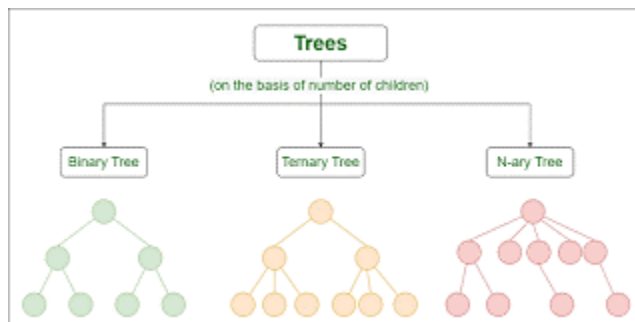 Trees
(on the basis of number of children)
Binary Tree
Ternary Tree
N-ary Tree